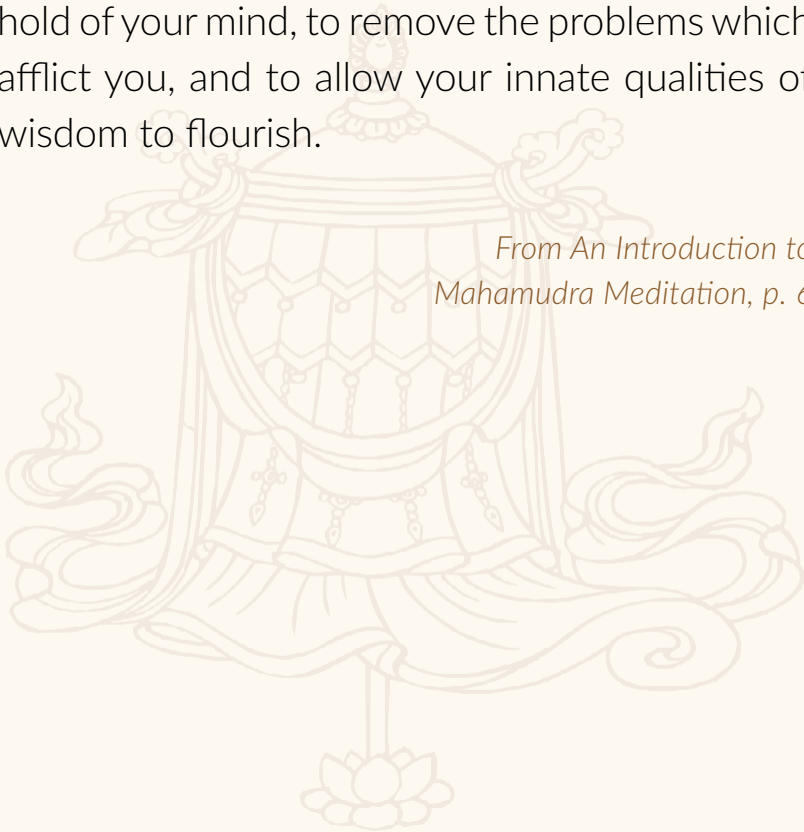 hold of your mind, to remove the problems which
afflict you, and to allow your innate qualities of
wisdom to flourish.
From An Introduction to
Mahamudra Meditation, p. 6